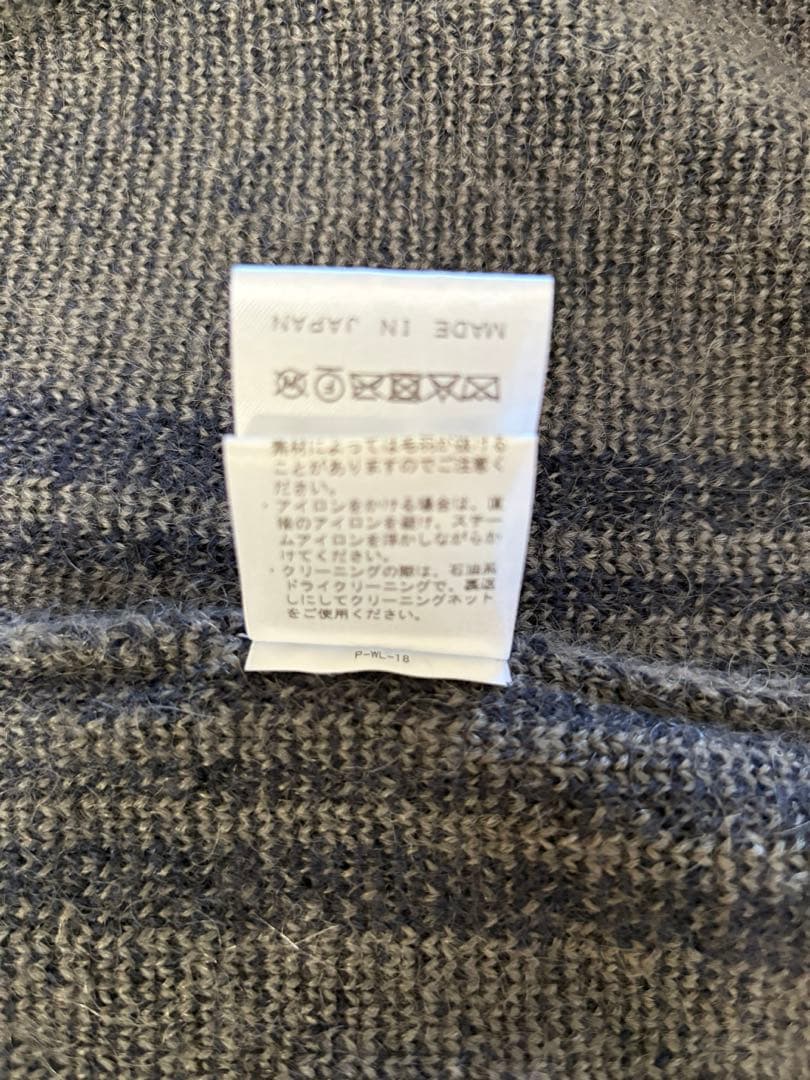 MADE IN JAPAN
素材によっては毛羽が抜ける
ことがありますのでご注意く
ださい。
・アイロンをかける場合は、直
接のアイロンを避け、スチー
ムアイロンを浮かしながらか
けてください。
・クリーニングの際は、石油系
ドライクリーニングで、裏返
しにしてクリーニングネット
をご使用ください。
P-WL-18